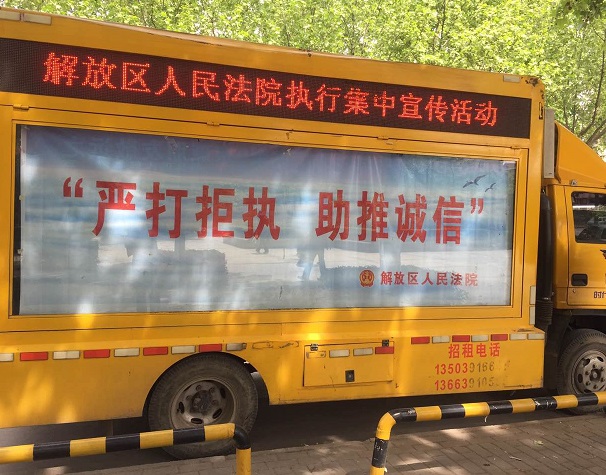 解放区人民法院执行集中宣传活动
“严打拒执 助推诚信”
解放区人民法院
招租电话